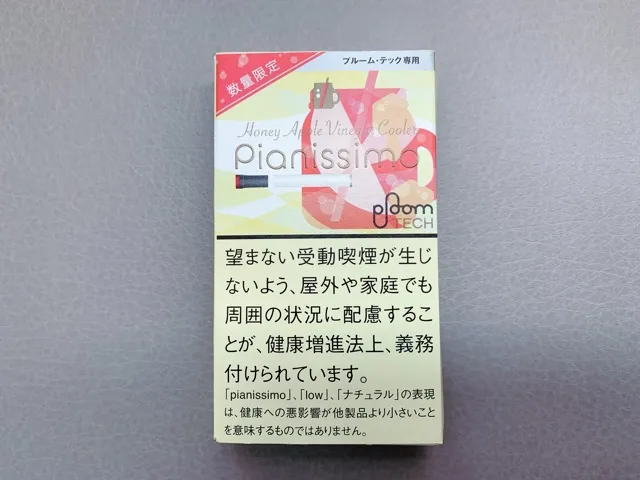 数量限定
プルーム・テック専用
Honey Apple Vinegar Cooler
Pianissimo
ploom
TECH
望まない受動喫煙が生じ
ないよう、屋外や家庭でも
周囲の状況に配慮するこ
とが、健康増進法上、義務
付けられています。
「pianissimo」、「low」、「ナチュラル」の表現
は、健康への悪影響が他製品より小さいこと
を意味するものではありません。